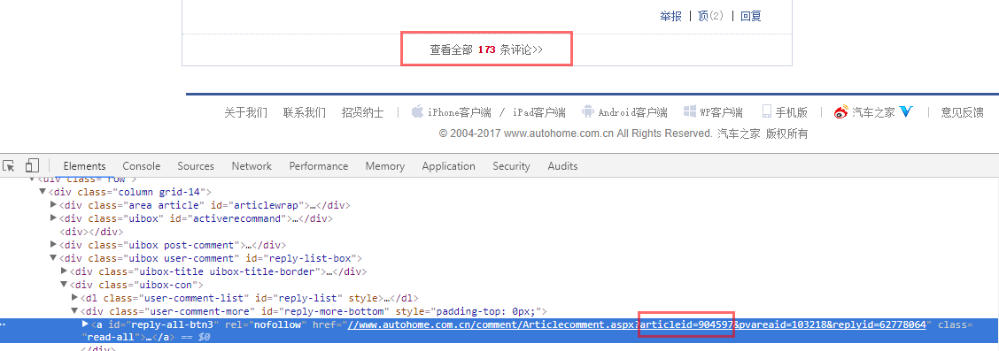 举报 | 顶(2) | 回复
查看全部 173 条评论>>
关于我们 联系我们 招贤纳士 | iPhone客户端 / iPad客户端 Android客户端 WP客户端 手机版 | 汽车之家 | 意见反馈
© 2004-2017 www.autohome.com.cn All Rights Reserved. 汽车之家 版权所有
Elements Console Sources Network Performance Memory Application Security Audits
▼<div class="row">
▼<div class="column grid-14">
▶<div class="area article" id="articlewrap">…</div>
▶<div class="uibox" id="activerecommand">…</div>
<div></div>
▶<div class="uibox post-comment">…</div>
▼<div class="uibox user-comment" id="reply-list-box">
▶<div class="uibox-title uibox-title-border">…</div>
▼<div class="uibox-con">
▶<dl class="user-comment-list" id="reply-list" style>…</dl>
▼<div class="user-comment-more" id="reply-more-bottom" style="padding-top: 0px;">
▶<a id="reply-all-btn3" rel="nofollow" href="//www.autohome.com.cn/comment/Articlecomment.aspx?articleid=904597&pvareaid=103218&replyid=62778064" class=
"read-all">…</a> == $0
</div>